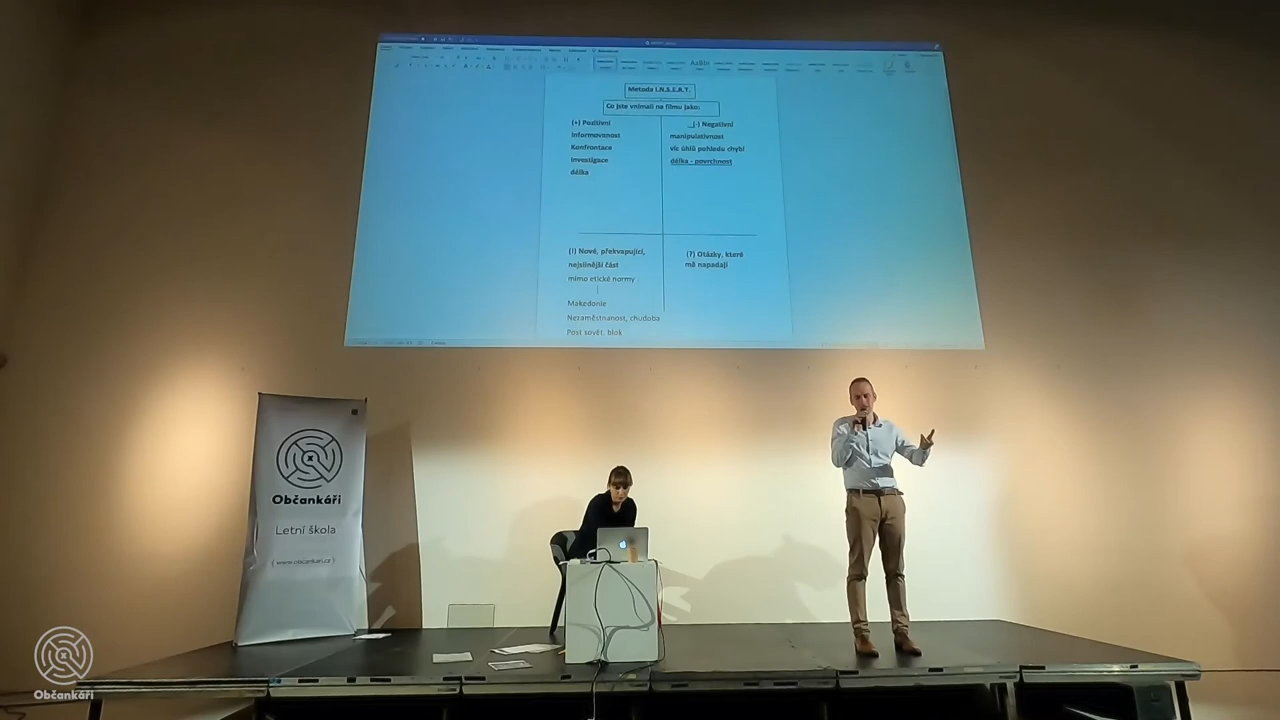 Metoda I.N.S.E.R.T.
Co jste vnímali na filmu jako:
(+) Pozitivní
informovanost
Konfrontace
Investigace
dálka
(-) Negativní
manipulativnost
víc úhlů pohledu chybí
dálka - povrchnost
(!) Nové, překvapující,
nejsilnější část
mimo etické normy
Makedonie
Nezaměstnanost, chudoba
Post sovět. blok
(?) Otázky, které
mě napadají
Občankáři
Letní škola
( www.obcankari.cz )
Občankáři